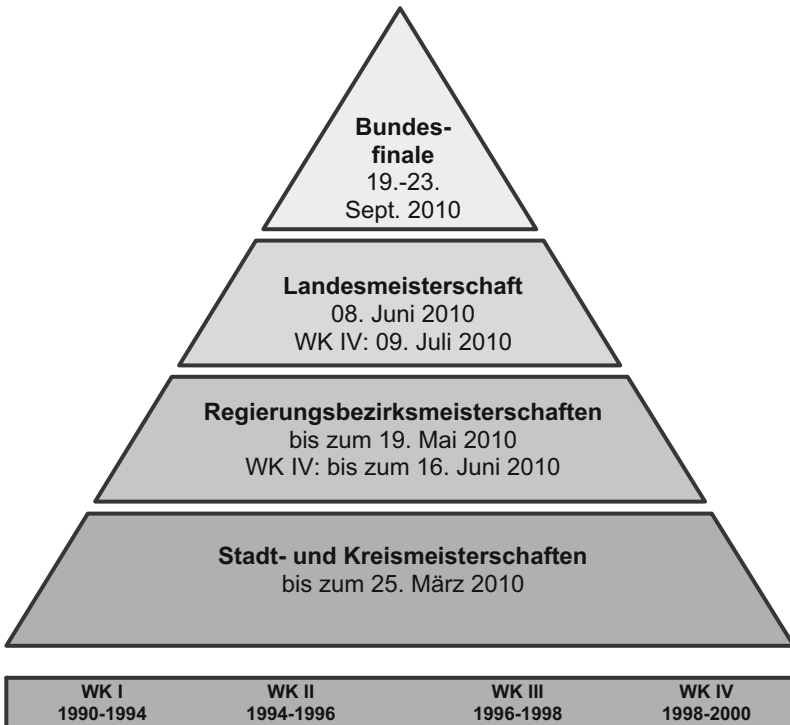 Bundes-
finale
19.-23.
Sept. 2010
Landesmeisterschaft
08. Juni 2010
WK IV: 09. Juli 2010
Regierungsbezirksmeisterschaften
bis zum 19. Mai 2010
WK IV: bis zum 16. Juni 2010
Stadt- und Kreismeisterschaften
bis zum 25. März 2010
WK I WK II WK III WK IV
1990-1994 1994-1996 1996-1998 1998-2000